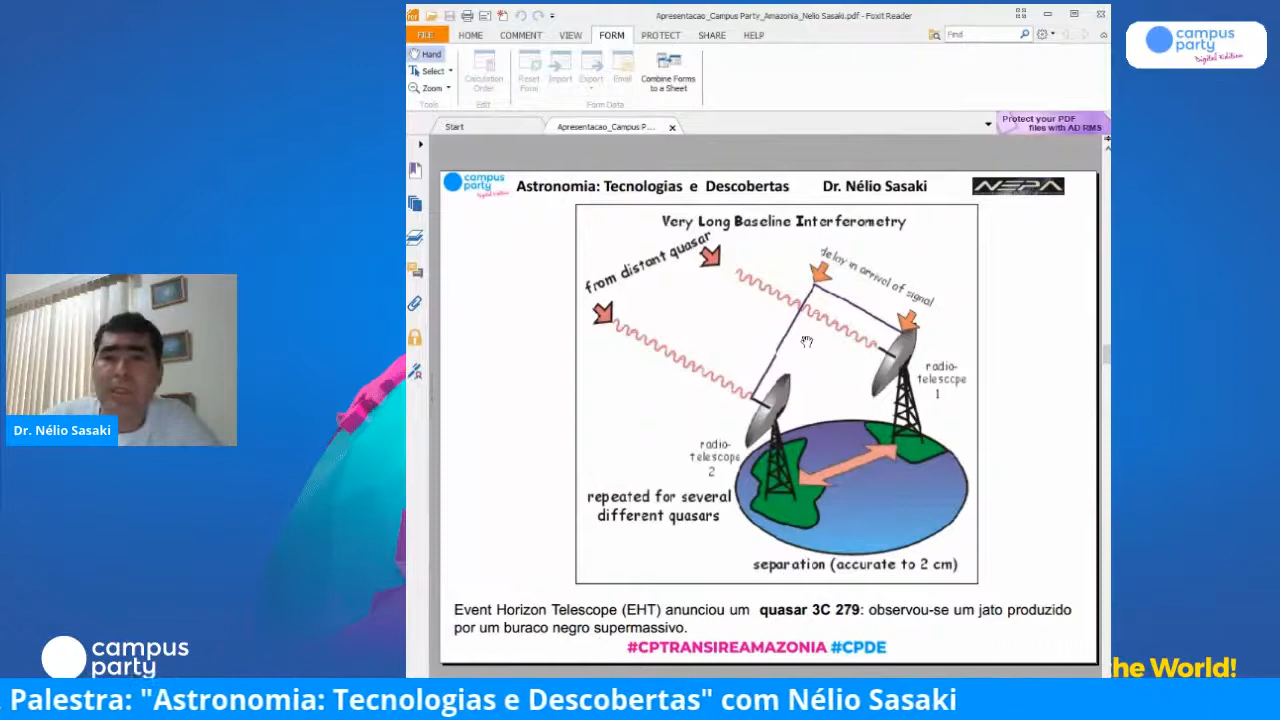 Apresentacao_Campus Party_Amazonia_Nelio Sasaki.pdf - Foxit Reader
FILE HOME COMMENT VIEW FORM PROTECT SHARE HELP
Find
Hand
Select
Zoom
Tools
Calculation
Order
Edit
Reset
Form
Import
Export
Email
Form Data
Combine Forms
to a Sheet
Start
Apresentacao_Campus P...
Protect your PDF
files with AD RMS
campus
party
Digital Edition
campus
party
Digital Edition
Astronomia: Tecnologias e Descobertas Dr. Nélio Sasaki
NEPA
Very Long Baseline Interferometry
from distant quasar
delay in arrival of signal
radio-
telescope
1
radio-
telescope
2
repeated for several
different quasars
separation (accurate to 2 cm)
Event Horizon Telescope (EHT) anunciou um quasar 3C 279: observou-se um jato produzido
por um buraco negro supermassivo.
#CPTRANSIREAMAZONIA #CPDE
Dr. Nélio Sasaki
campus
party
the World!
. Palestra: "Astronomia: Tecnologias e Descobertas" com Nélio Sasaki